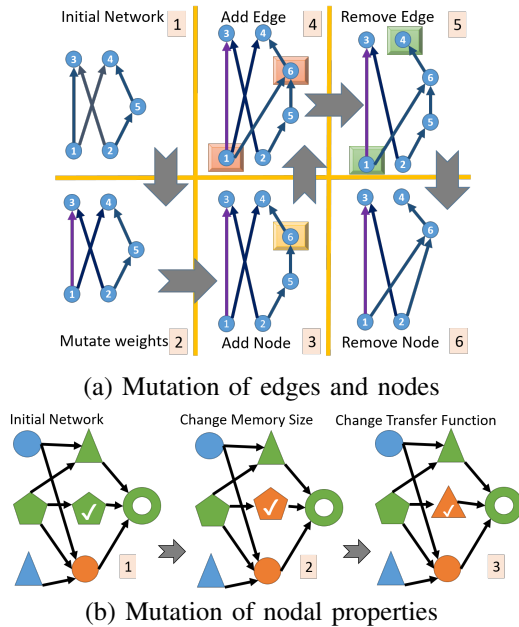 Initial Network 1
Add Edge 4
Remove Edge 5
3 4 5 1 2
3 4 6 5 1 2
3 4 6 5 1 2
3 4 5 1 2
3 4 6 5 1 2
3 4 6 1 2
Mutate weights 2
Add Node 3
Remove Node 6
(a) Mutation of edges and nodes
Initial Network
Change Memory Size
Change Transfer Function
1
2
3
(b) Mutation of nodal properties